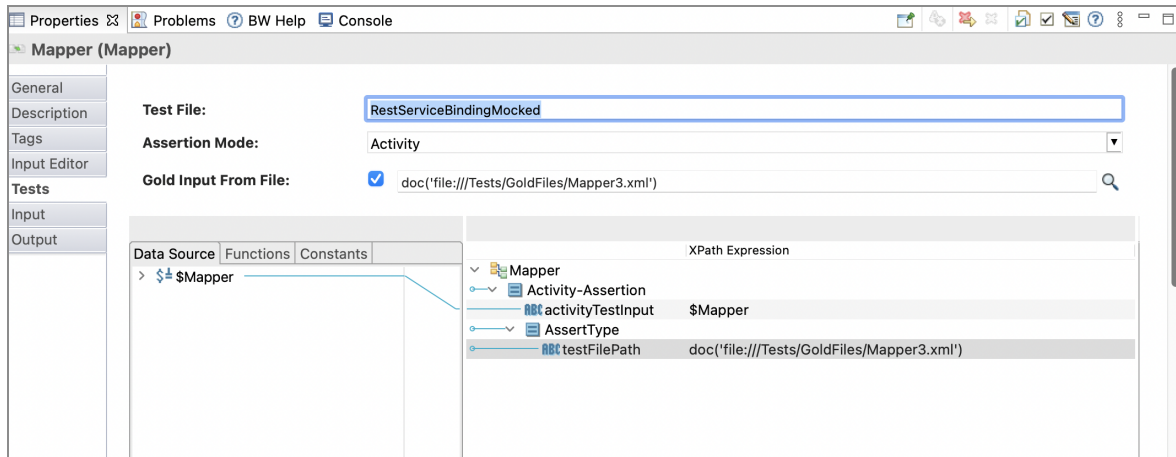 Properties Problems BW Help Console
Mapper (Mapper)
General
Description
Tags
Input Editor
Tests
Input
Output
Test File: RestServiceBindingMocked
Assertion Mode: Activity
Gold Input From File: doc('file:///Tests/GoldFiles/Mapper3.xml')
Data Source Functions Constants
$Mapper
XPath Expression
Mapper
Activity-Assertion
ABC activityTestInput $Mapper
AssertType
ABC testFilePath doc('file:///Tests/GoldFiles/Mapper3.xml')